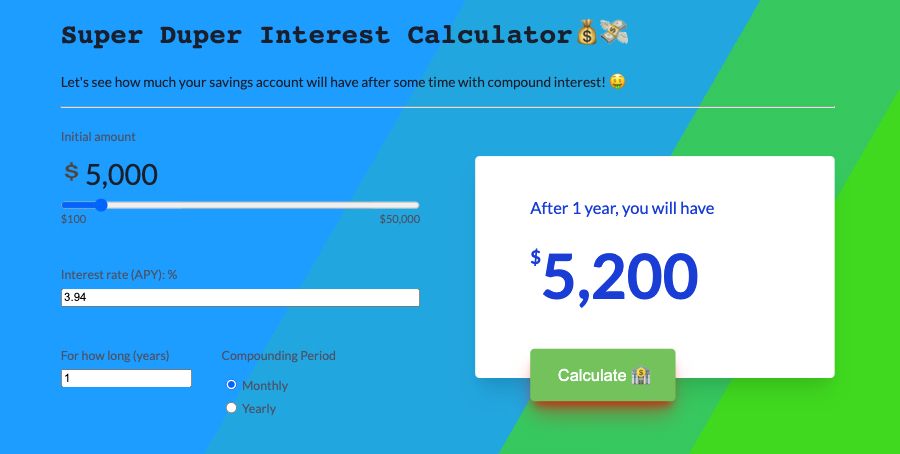 Super Duper Interest Calculator💰💸
Let's see how much your savings account will have after some time with compound interest! 🤑
Initial amount
$ 5,000
$100 $50,000
Interest rate (APY): %
3.94
For how long (years)
1
Compounding Period
Monthly
Yearly
After 1 year, you will have
$5,200
Calculate 🏦